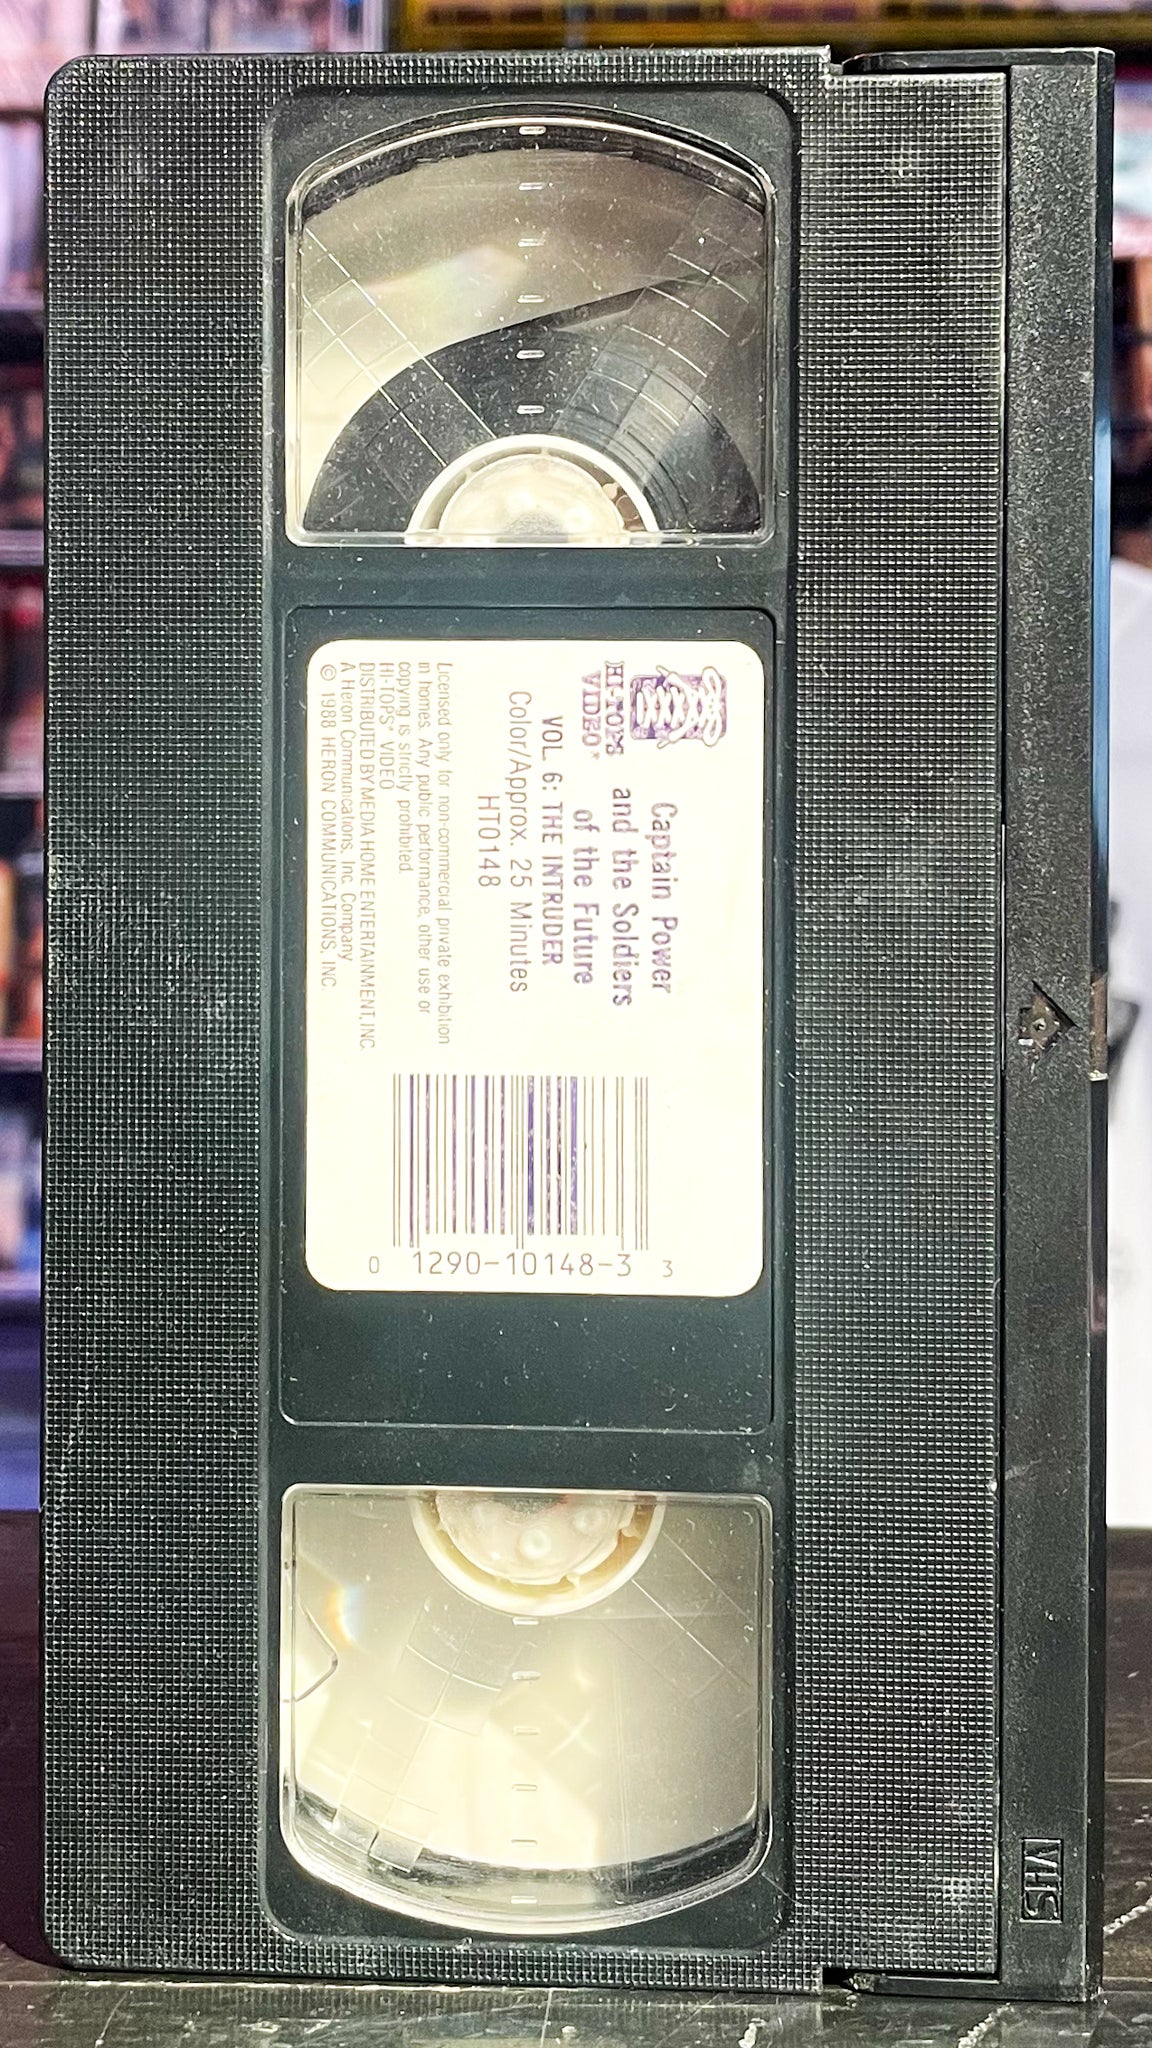 HI-TOPS
VIDEO®
Captain Power
and the Soldiers
of the Future
VOL. 6: THE INTRUDER
Color/Approx. 25 Minutes
HT0148
Licensed only for non-commercial private exhibition
in homes. Any public performance, other use or
copying is strictly prohibited.
HI-TOPS® VIDEO
DISTRIBUTED BY MEDIA HOME ENTERTAINMENT, INC.
A Heron Communications, Inc. Company
© 1988 HERON COMMUNICATIONS, INC.
0 1290-10148-3 3
VHS